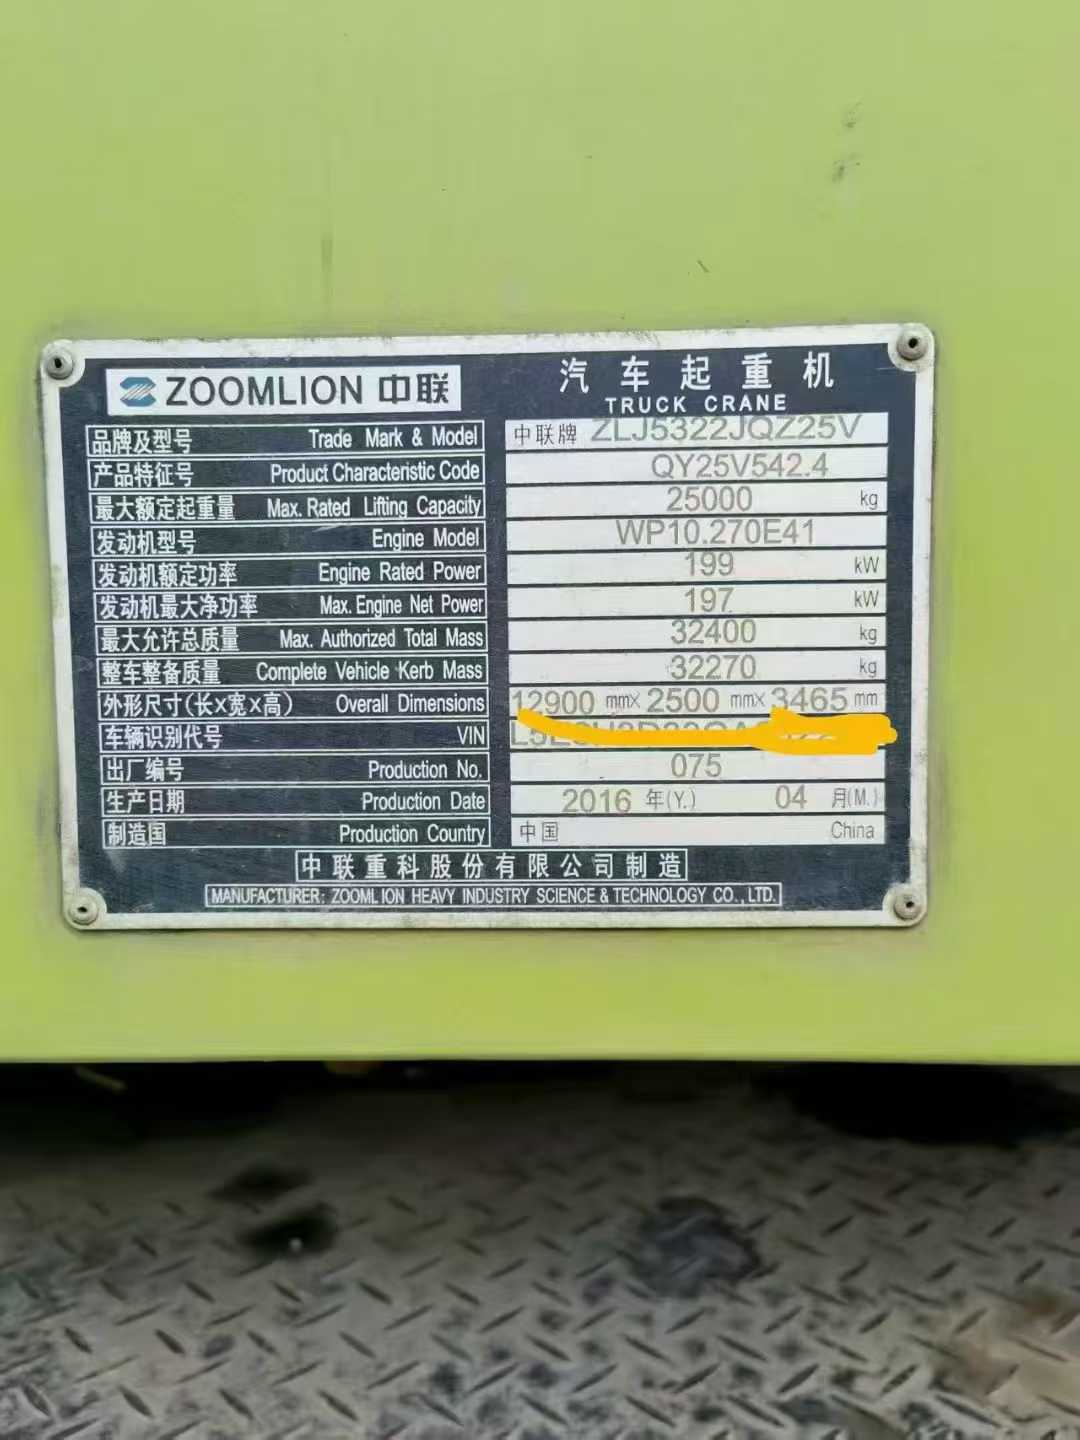 ZOOMLION 中联
汽车起重机
TRUCK CRANE
品牌及型号 Trade Mark & Model 中联牌 ZLJ5322JQZ25V
产品特征号 Product Characteristic Code QY25V542.4
最大额定起重量 Max. Rated Lifting Capacity 25000 kg
发动机型号 Engine Model WP10.270E41
发动机额定功率 Engine Rated Power 199 kW
发动机最大净功率 Max. Engine Net Power 197 kW
最大允许总质量 Max. Authorized Total Mass 32400 kg
整车整备质量 Complete Vehicle Kerb Mass 32270 kg
外形尺寸(长X宽X高) Overall Dimensions 12900 mm× 2500 mm× 3465 mm
车辆识别代号 VIN
出厂编号 Production No. 075
生产日期 Production Date 2016 年(Y.) 04 月(M.)
制造国 Production Country 中国 China
中联重科股份有限公司制造
MANUFACTURER: ZOOMLION HEAVY INDUSTRY SCIENCE & TECHNOLOGY CO., LTD.